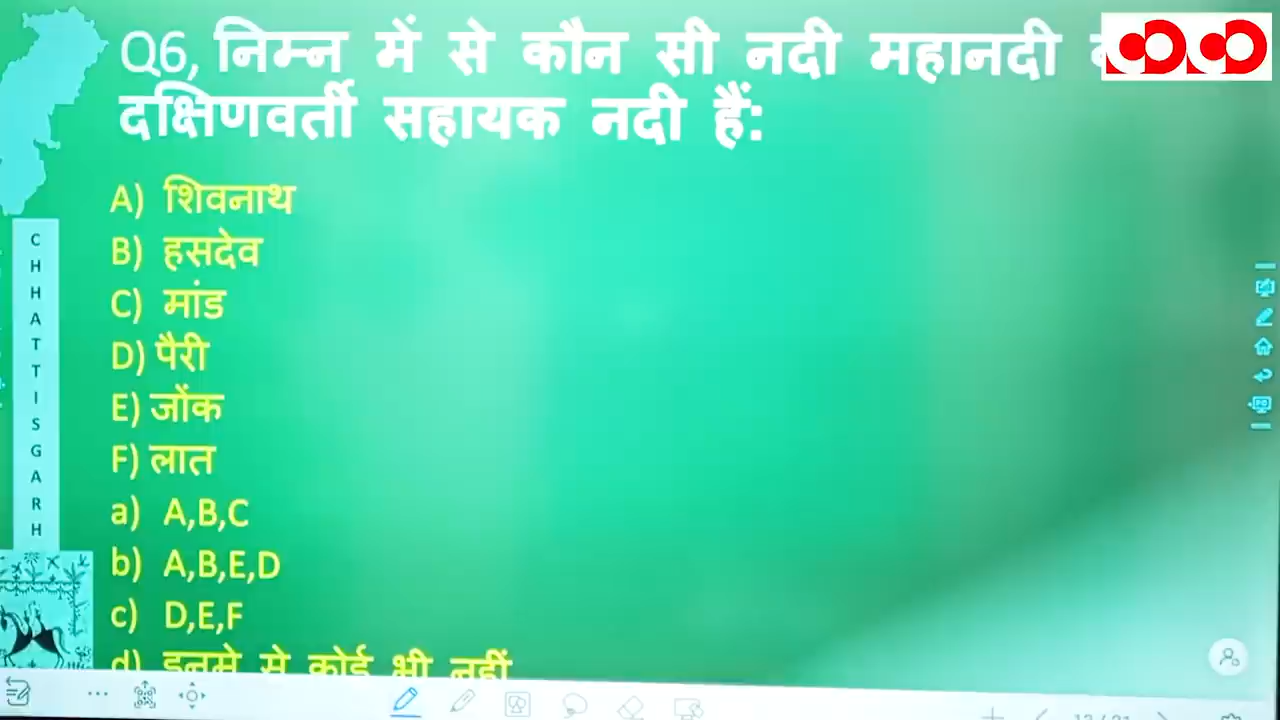 Q6, निम्न में से कौन सी नदी महानदी
दक्षिणवर्ती सहायक नदी हैं:
A) शिवनाथ
B) हसदेव
C) मांड
D) पैरी
E) जोंक
F) लात
a) A,B,C
b) A,B,E,D
c) D,E,F
d) इनमे से कोई भी नहीं
CHHATTISGARH